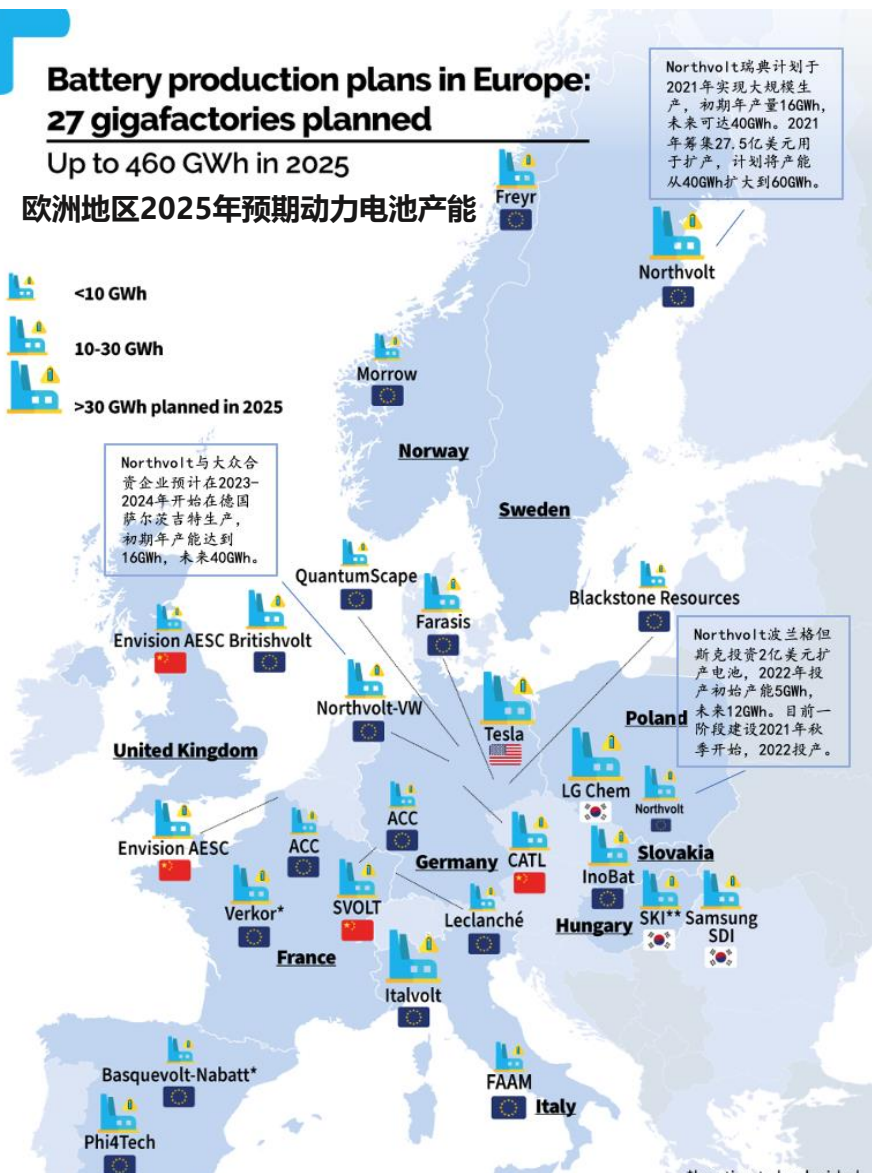 Battery production plans in Europe:
27 gigafactories planned
Up to 460 GWh in 2025
欧洲地区2025年预期动力电池产能
Northvolt瑞典计划于
2021年实现大规模生
产，初期年产量16GWh，
未来可达40GWh。2021
年筹集27.5亿美元用
于扩产，计划将产能
从40GWh扩大到60GWh。
Freyr
Northvolt
<10 GWh
10-30 GWh
>30 GWh planned in 2025
Morrow
Norway
Sweden
Northvolt与大众合
资企业预计在2023-
2024年开始在德国
萨尔茨吉特生产，
初期年产能达到
16GWh，未来40GWh。
QuantumScape
Farasis
Blackstone Resources
Envision AESC
Britishvolt
Northvolt波兰格但
斯克投资2亿美元扩
产电池，2022年投
产初始产能5GWh，
未来12GWh。目前一
阶段建设2021年秋
季开始，2022投产。
Northvolt-VW
Tesla
Poland
United Kingdom
LG Chem
Northvolt
Envision AESC
ACC
ACC
Germany
CATL
Slovakia
InoBat
Verkor*
SVOLT
Leclanché
Hungary
SKI**
Samsung
SDI
France
Italvolt
Basquevolt-Nabatt*
FAAM
Italy
Phi4Tech